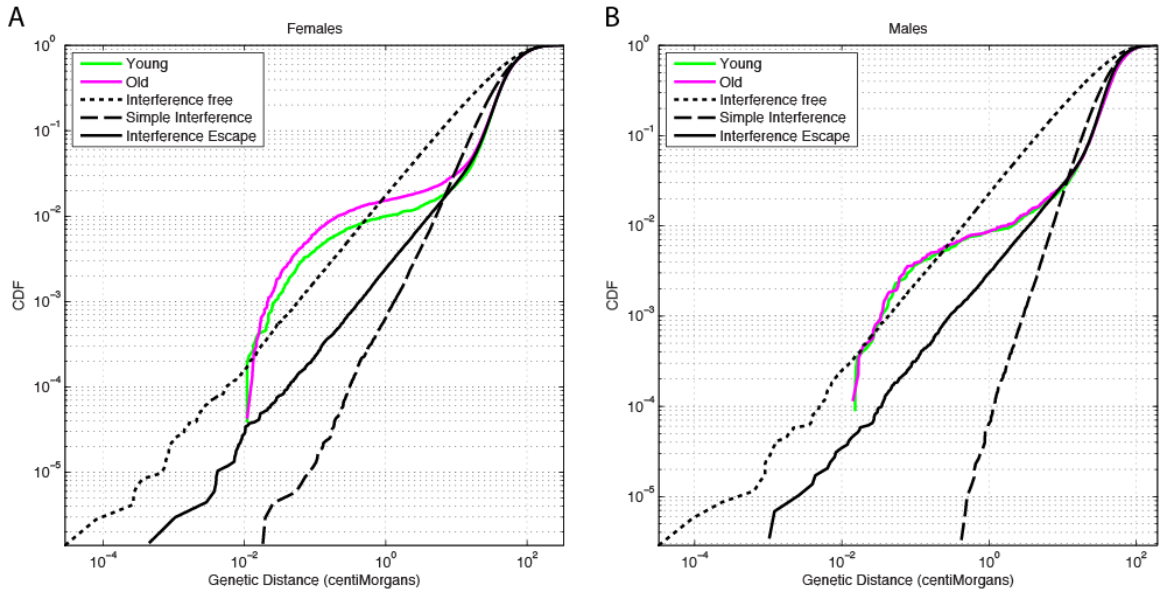 A
Females
10^0
10^-1
10^-2
10^-3
10^-4
10^-5
CDF
Young
Old
Interference free
Simple Interference
Interference Escape
10^-4
10^-2
10^0
10^2
Genetic Distance (centiMorgans)
B
Males
10^0
10^-1
10^-2
10^-3
10^-4
10^-5
CDF
Young
Old
Interference free
Simple Interference
Interference Escape
10^-4
10^-2
10^0
10^2
Genetic Distance (centiMorgans)